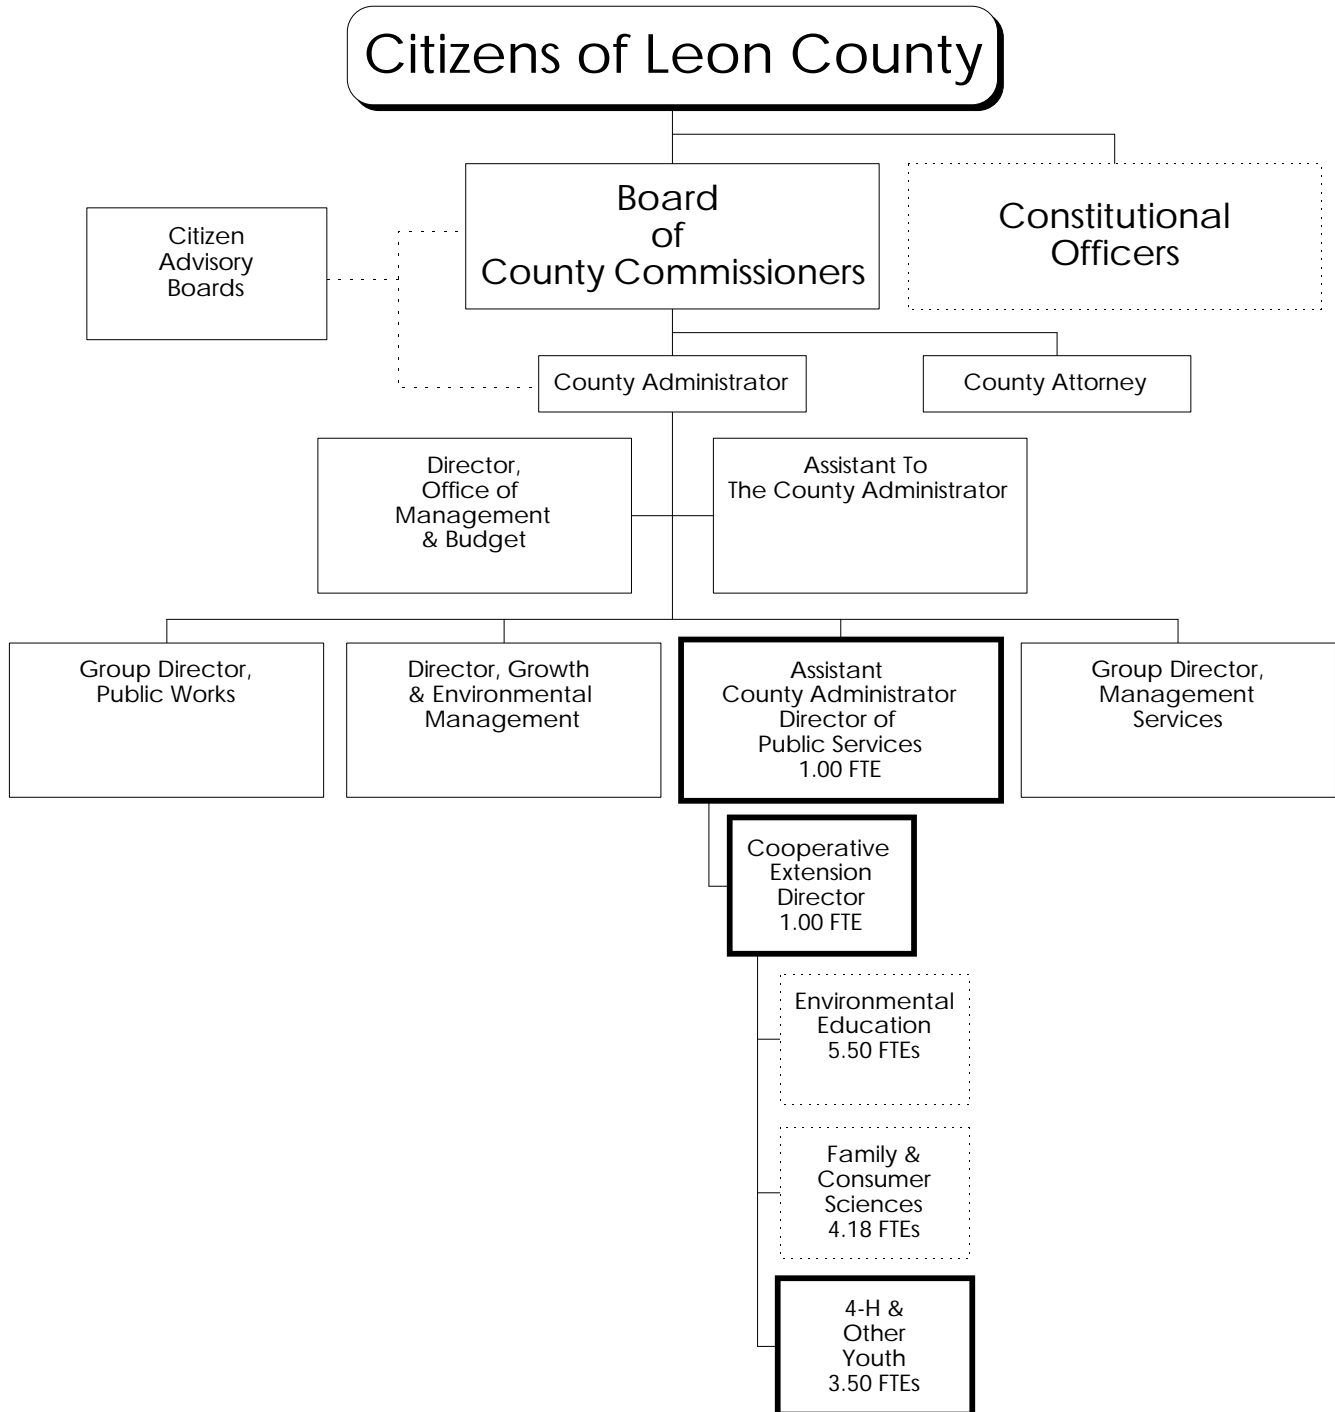 Citizens of Leon County
Board
of
County Commissioners
Constitutional
Officers
Citizen
Advisory
Boards
County Administrator
County Attorney
Director,
Office of
Management
& Budget
Assistant To
The County Administrator
Group Director,
Public Works
Director, Growth
& Environmental
Management
Assistant
County Administrator
Director of
Public Services
1.00 FTE
Group Director,
Management
Services
Cooperative
Extension
Director
1.00 FTE
Environmental
Education
5.50 FTEs
Family &
Consumer
Sciences
4.18 FTEs
4-H &
Other
Youth
3.50 FTEs